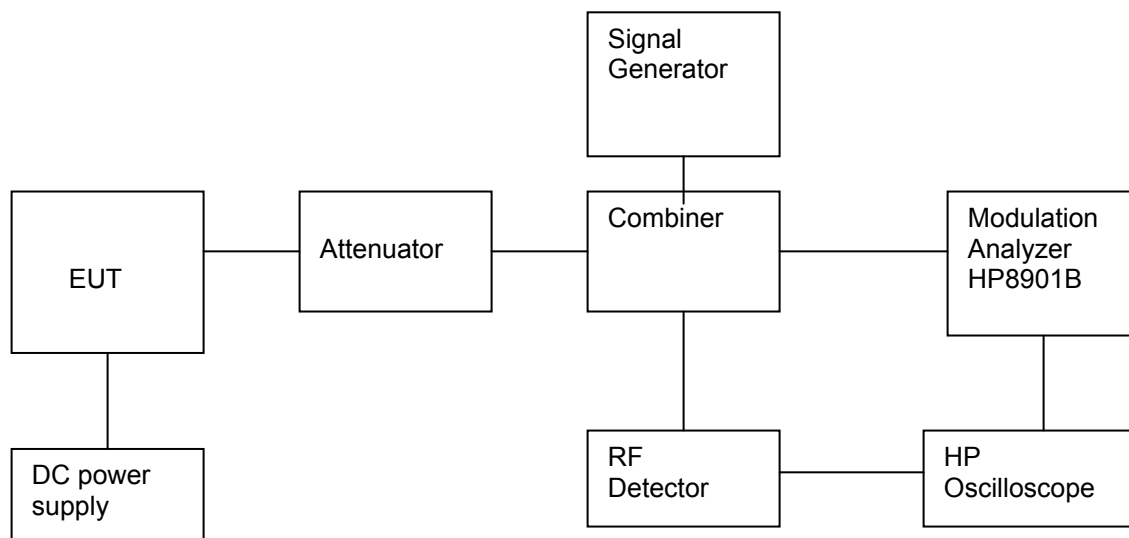 Signal
Generator
EUT
Attenuator
Combiner
Modulation
Analyzer
HP8901B
DC power
supply
RF
Detector
HP
Oscilloscope